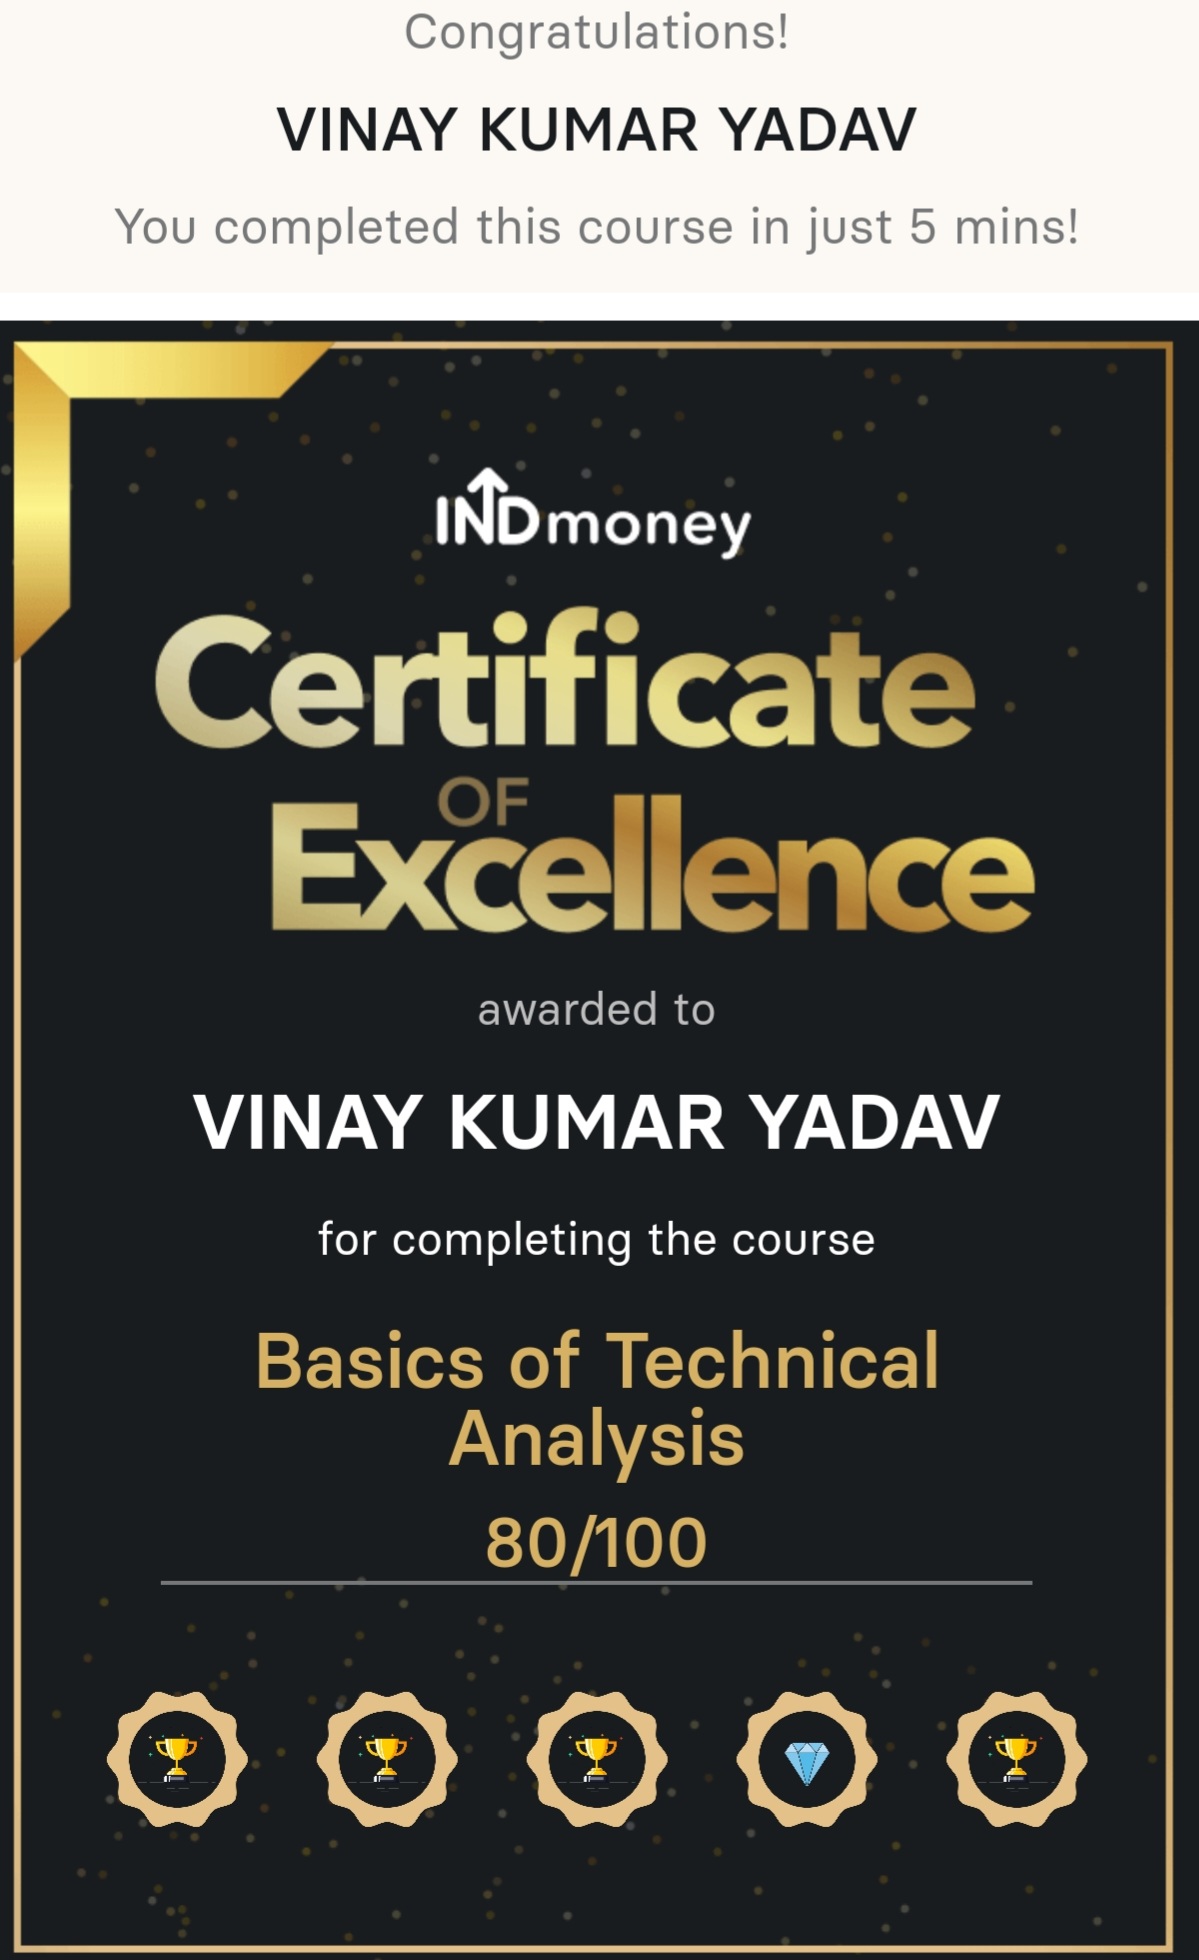 Congratulations!
VINAY KUMAR YADAV
You completed this course in just 5 mins!
INDmoney
Certificate
OF
Excellence
awarded to
VINAY KUMAR YADAV
for completing the course
Basics of Technical
Analysis
80/100